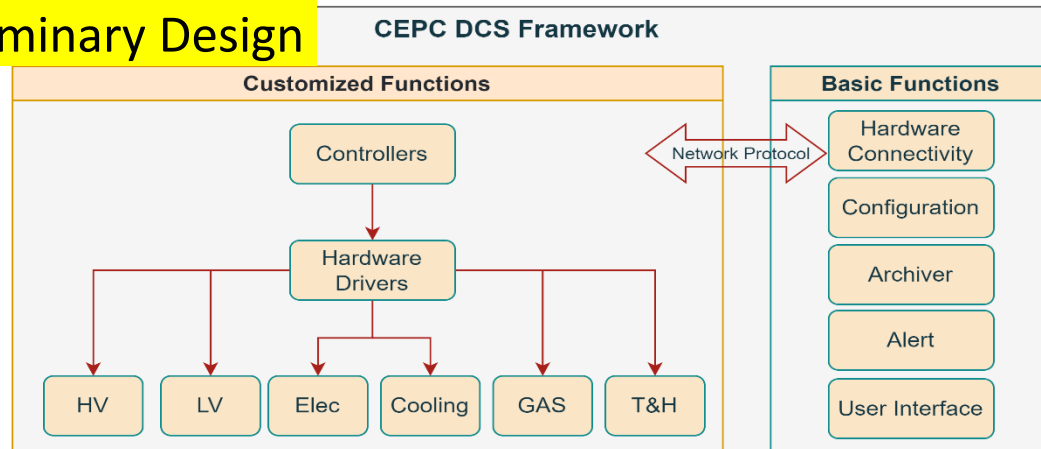 minary Design
CEPC DCS Framework
Customized Functions
Basic Functions
Controllers
Network Protocol
Hardware
Connectivity
Configuration
Hardware
Drivers
Archiver
Alert
HV
LV
Elec
Cooling
GAS
T&H
User Interface